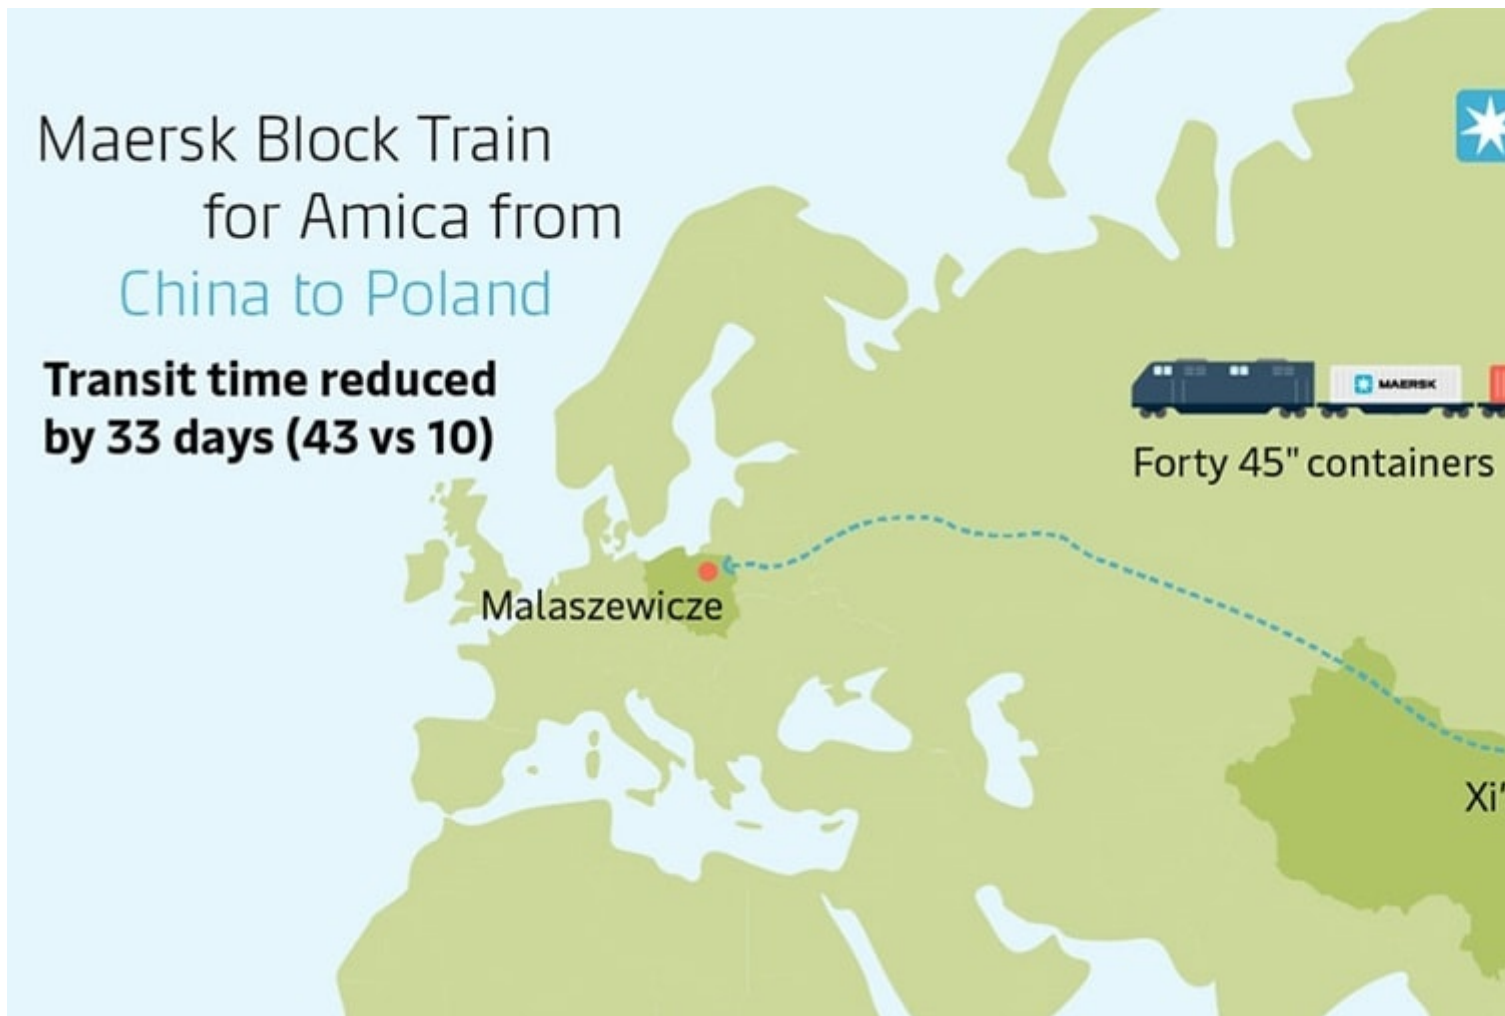 Maersk Block Train
for Amica from
China to Poland
Transit time reduced
by 33 days (43 vs 10)
MAERSK
Forty 45" containers
Malaszewicze
Xi'